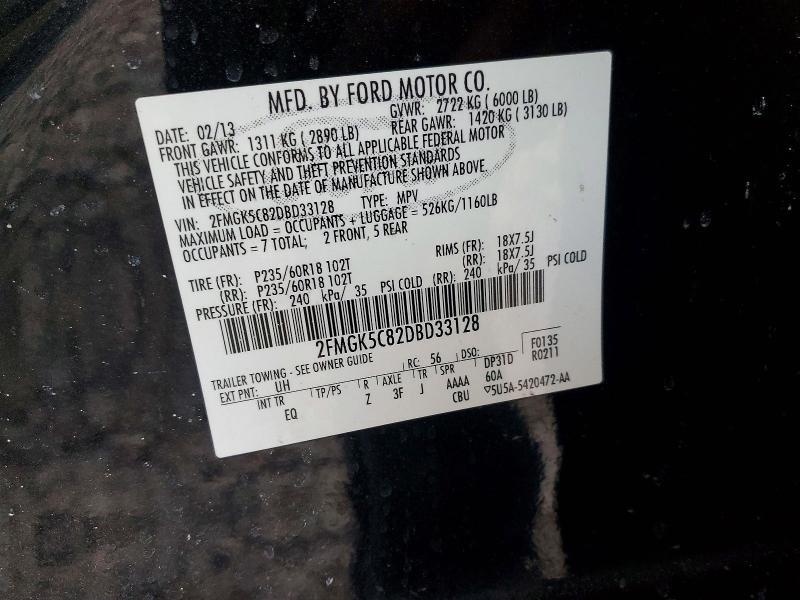 MFD. BY FORD MOTOR CO.
DATE: 02/13 GVWR: 2722 KG ( 6000 LB)
FRONT GAWR: 1311 KG ( 2890 LB) REAR GAWR: 1420 KG ( 3130 LB)
THIS VEHICLE CONFORMS TO ALL APPLICABLE FEDERAL MOTOR
VEHICLE SAFETY AND THEFT PREVENTION STANDARDS
IN EFFECT ON THE DATE OF MANUFACTURE SHOWN ABOVE
VIN: 2FMGK5C82DBD33128 TYPE: MPV
MAXIMUM LOAD = OCCUPANTS + LUGGAGE = 526KG/1160LB
OCCUPANTS = 7 TOTAL; 2 FRONT, 5 REAR
TIRE (FR): P235/60R18 102T RIMS (FR): 18X7.5J
(RR): P235/60R18 102T (RR): 18X7.5J
PRESSURE (FR): 240 kPa/ 35 PSI COLD (RR): 240 kPa/ 35 PSI COLD
2FMGK5C82DBD33128
F0135
TRAILER TOWING - SEE OWNER GUIDE RC: 56 DSO: DP31D R0211
EXT PNT: UH 60A
INT TR TP/PS R AXLE TR SPR
EQ Z 3F J AAAA
CBU ▽5U5A-5420472-AA